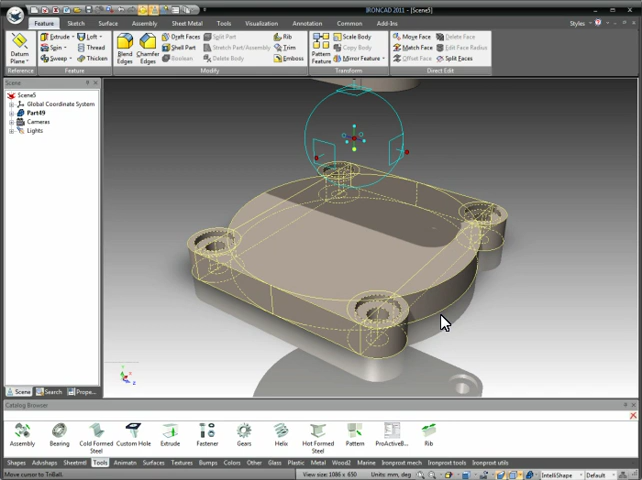 IRONCAD 2011 - [Scene5]
Feature Sketch Surface Assembly Sheet Metal Tools Visualization Annotation Common Add-Ins Styles
Extrude Loft Draft Faces Split Part Rib Scale Body Move Face Delete Face
Spin Thread Shell Part Stretch Part/Assembly Trim Copy Body Match Face Edit Face Radius
Sweep Thicken Boolean Delete Body Emboss Mirror Feature Offset Face Split Faces
Datum Plane Blend Edges Chamfer Edges Pattern Feature
Reference Feature Modify Transform Direct Edit
Scene
Scene5
Global Coordinate System
Part49
Cameras
Lights
Scene Search Prope...
Catalog Browser
Assembly Bearing Cold Formed Steel Custom Hole Extrude Fastener Gears Helix Hot Formed Steel Pattern ProActiveB... Rib
Shapes Advshaps Sheetmtl Tools Animatn Surfaces Textures Bumps Colors Other Glass Plastic Metal Wood2 Marine Ironprod mech Ironprod tools Ironprod utils
Move cursor to TriBall. View size: 1086 x 650 Units: mm, deg IntelliShape Default